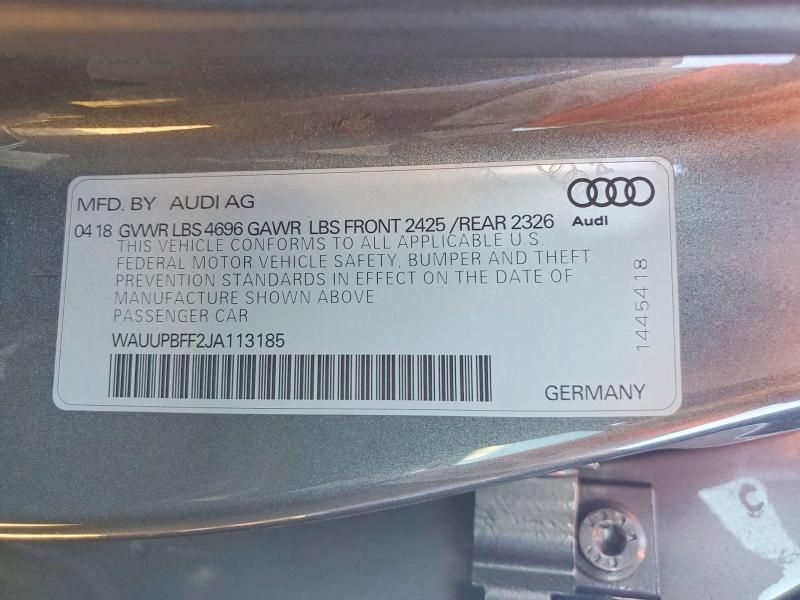 MFD. BY AUDI AG
Audi
04 18 GVWR LBS 4696 GAWR LBS FRONT 2425 /REAR 2326
THIS VEHICLE CONFORMS TO ALL APPLICABLE U.S.
FEDERAL MOTOR VEHICLE SAFETY, BUMPER AND THEFT
PREVENTION STANDARDS IN EFFECT ON THE DATE OF
MANUFACTURE SHOWN ABOVE
PASSENGER CAR
WAUUPBFF2JA113185
GERMANY
1445418
C